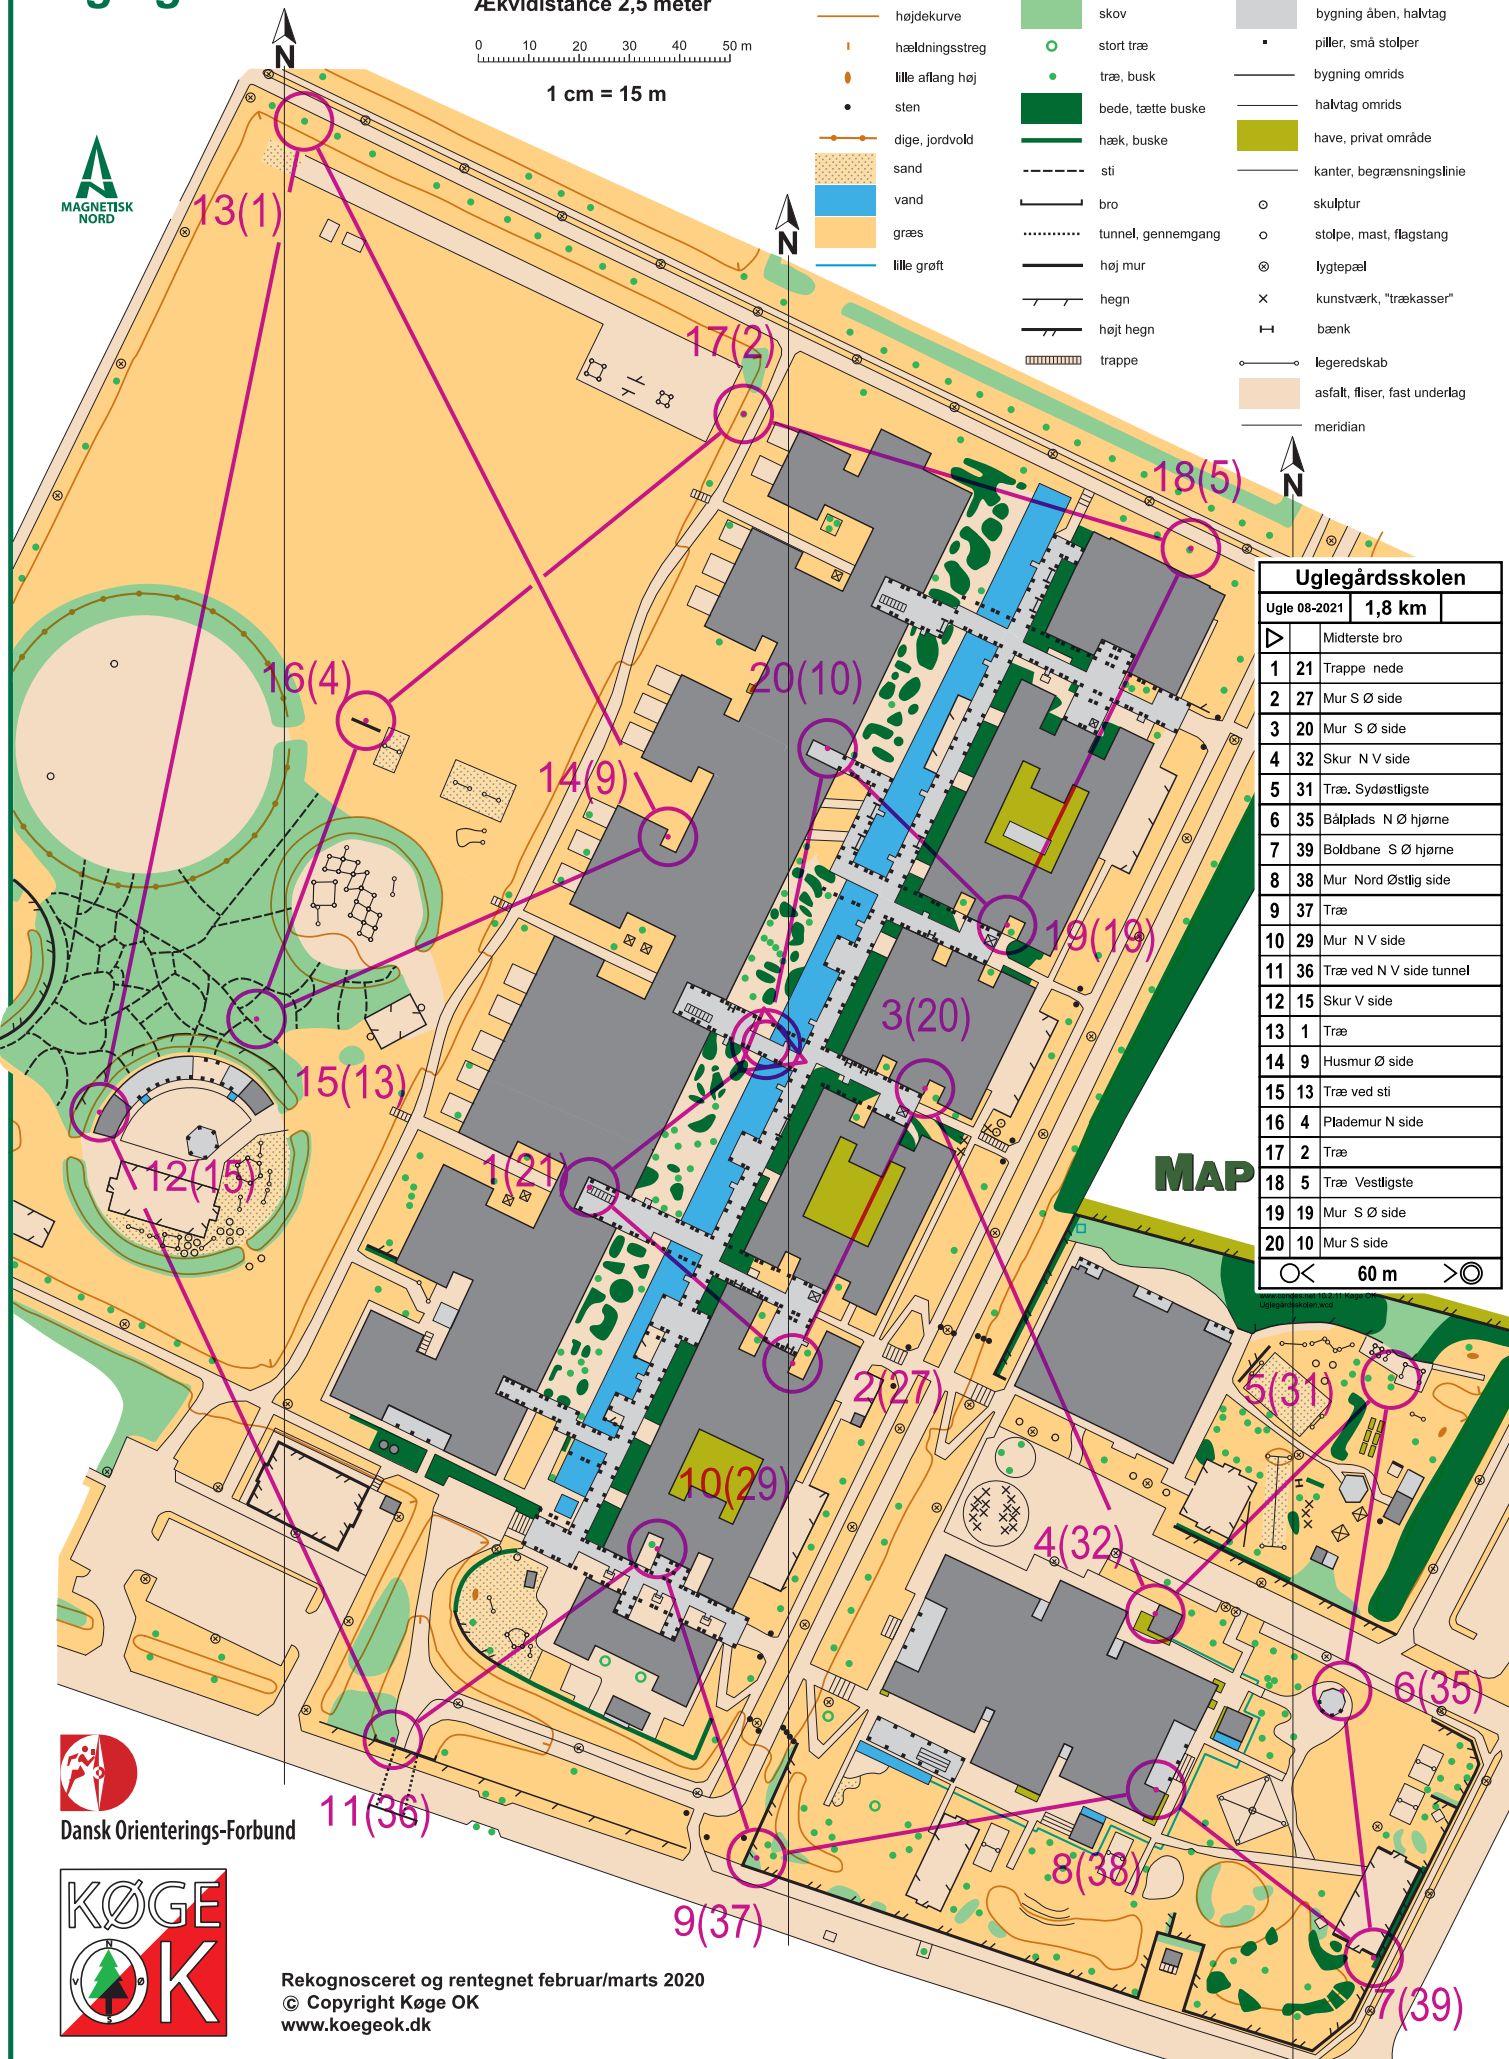 Ækvidistance 2,5 meter
0 10 20 30 40 50 m
1 cm = 15 m
N
N
N
MAGNETISK
NORD
højdekurve
hældningsstreg
lille aflang høj
sten
dige, jordvold
sand
vand
græs
lille grøft
skov
stort træ
træ, busk
bede, tætte buske
hæk, buske
sti
bro
tunnel, gennemgang
høj mur
hegn
højt hegn
trappe
bygning åben, halvtag
piller, små stolper
bygning omrids
halvtag omrids
have, privat område
kanter, begrænsningslinie
skulptur
stolpe, mast, flagstang
lygtepæl
kunstværk, "trækasser"
bænk
legeredskab
asfalt, fliser, fast underlag
meridian
13(1)
17(2)
18(5)
16(4)
20(10)
14(9)
19(19)
3(20)
15(13)
12(15)
1(21)
2(27)
5(31)
10(29)
4(32)
6(35)
11(36)
8(38)
9(37)
7(39)
MAP
Uglegårdsskolen
Ugle 08-2021 1,8 km
Midterste bro
1 21 Trappe nede
2 27 Mur S Ø side
3 20 Mur S Ø side
4 32 Skur N V side
5 31 Træ. Sydøstligste
6 35 Bålplads N Ø hjørne
7 39 Boldbane S Ø hjørne
8 38 Mur Nord Østlig side
9 37 Træ
10 29 Mur N V side
11 36 Træ ved N V side tunnel
12 15 Skur V side
13 1 Træ
14 9 Husmur Ø side
15 13 Træ ved sti
16 4 Plademur N side
17 2 Træ
18 5 Træ Vestligste
19 19 Mur S Ø side
20 10 Mur S side
60 m
www.condes.net 10.2.11 Køge OK
Uglegårdsskolen.wcd
Dansk Orienterings-Forbund
KØGE
OK
N
V Ø
S
Rekognosceret og rentegnet februar/marts 2020
© Copyright Køge OK
www.koegeok.dk